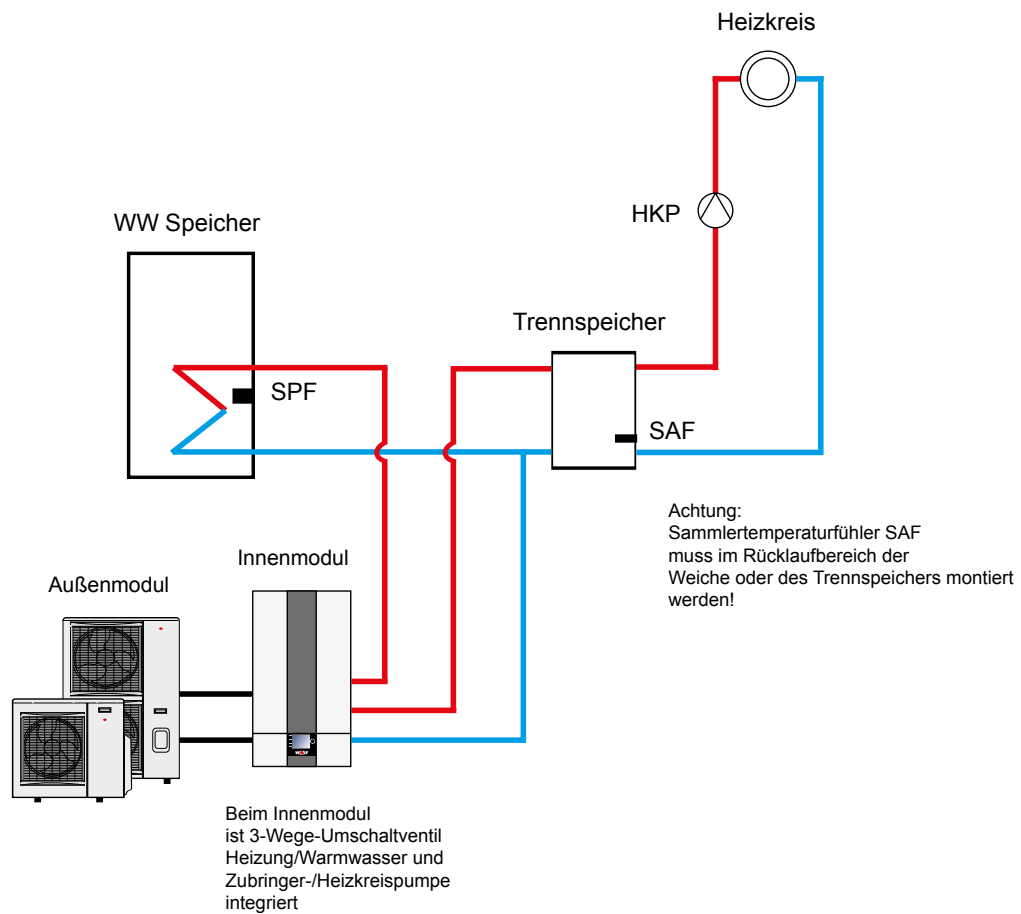 Heizkreis
HKP
WW Speicher
Trennspeicher
SPF
SAF
Achtung:
Sammlertemperaturfühler SAF
muss im Rücklaufbereich der
Weiche oder des Trennspeichers montiert
werden!
Innenmodul
Außenmodul
WOLF
Beim Innenmodul
ist 3-Wege-Umschaltventil
Heizung/Warmwasser und
Zubringer-/Heizkreispumpe
integriert